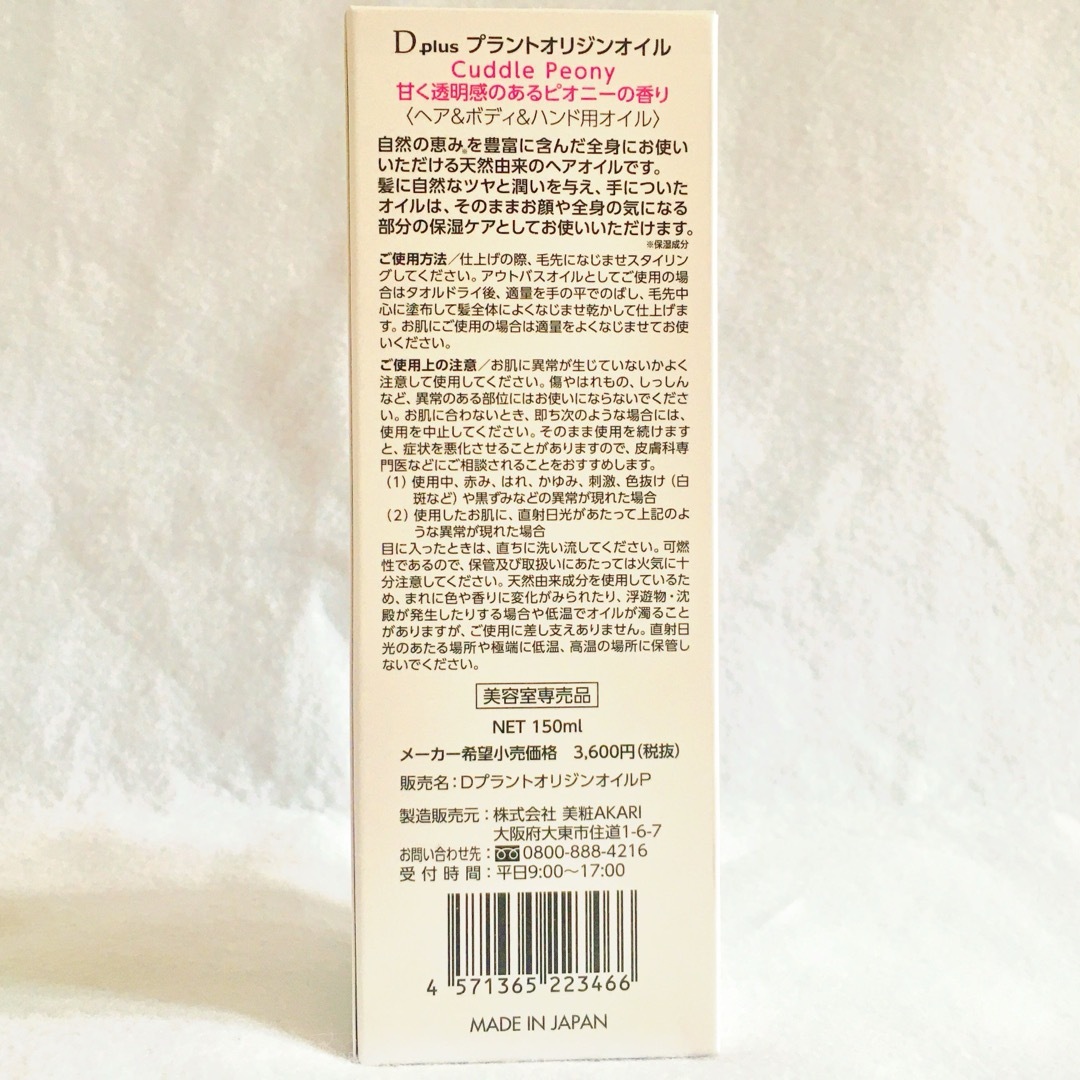 D.plus プラントオリジンオイル
Cuddle Peony
甘く透明感のあるピオニーの香り
〈ヘア&ボディ&ハンド用オイル〉
自然の恵み※を豊富に含んだ全身にお使い
いただける天然由来のヘアオイルです。
髪に自然なツヤと潤いを与え、手についた
オイルは、そのままお顔や全身の気になる
部分の保湿ケアとしてお使いいただけます。
※保湿成分
ご使用方法／仕上げの際、毛先になじませスタイリン
グしてください。アウトバスオイルとしてご使用の場
合はタオルドライ後、適量を手の平でのばし、毛先中
心に塗布して髪全体によくなじませ乾かして仕上げま
す。お肌にご使用の場合は適量をよくなじませてお使
いください。
ご使用上の注意／お肌に異常が生じていないかよく
注意して使用してください。傷やはれもの、しっしん
など、異常のある部位にはお使いにならないでくださ
い。お肌に合わないとき、即ち次のような場合には、
使用を中止してください。そのまま使用を続けます
と、症状を悪化させることがありますので、皮膚科専
門医などにご相談されることをおすすめします。
（1）使用中、赤み、はれ、かゆみ、刺激、色抜け（白
斑など）や黒ずみなどの異常が現れた場合
（2）使用したお肌に、直射日光があたって上記のよ
うな異常が現れた場合
目に入ったときは、直ちに洗い流してください。可燃
性であるので、保管及び取扱いにあたっては火気に十
分注意してください。天然由来成分を使用しているた
め、まれに色や香りに変化がみられたり、浮遊物・沈
殿が発生したりする場合や低温でオイルが濁ること
がありますが、ご使用に差し支えありません。直射日
光のあたる場所や極端に低温、高温の場所に保管し
ないでください。
美容室専売品
NET 150ml
メーカー希望小売価格 3,600円（税抜）
販売名：DプラントオリジンオイルP
製造販売元：株式会社 美粧AKARI
大阪府大東市住道1-6-7
お問い合わせ先：0800-888-4216
受付時間：平日9:00～17:00
4 571365 223466
MADE IN JAPAN